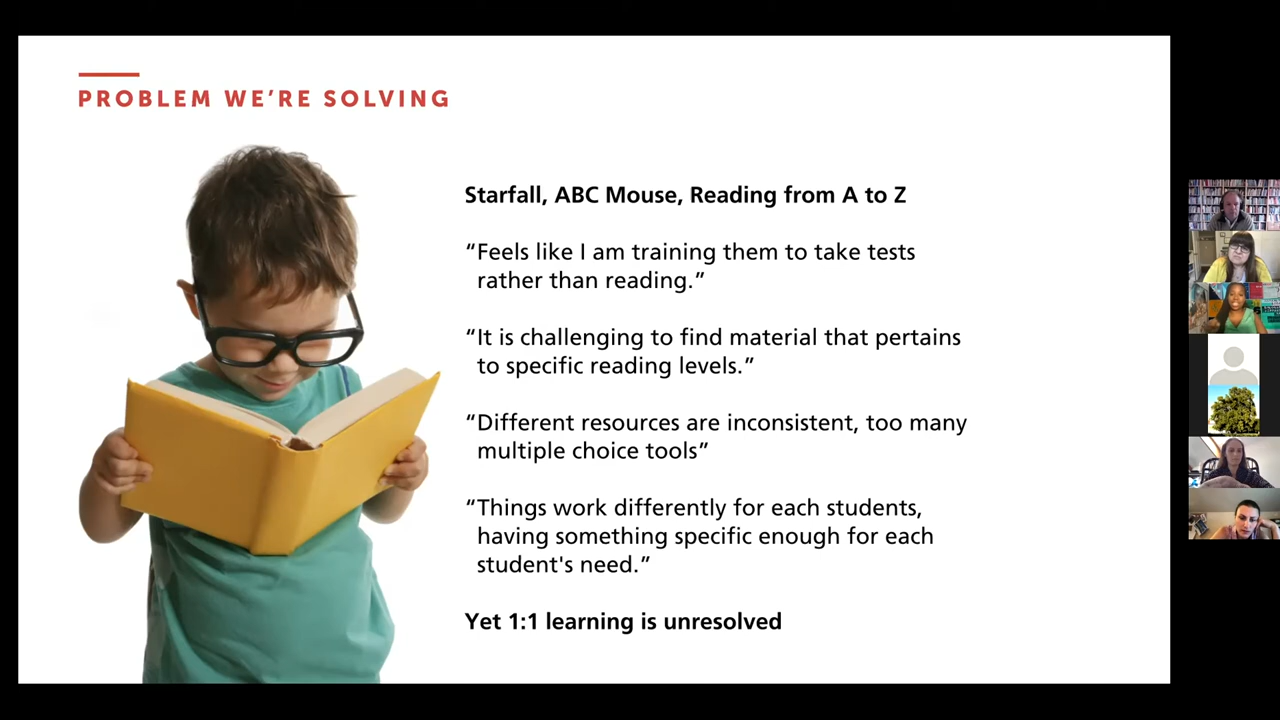 PROBLEM WE’RE SOLVING
Starfall, ABC Mouse, Reading from A to Z
“Feels like I am training them to take tests
rather than reading.”
“It is challenging to find material that pertains
to specific reading levels.”
“Different resources are inconsistent, too many
multiple choice tools”
“Things work differently for each students,
having something specific enough for each
student's need.”
Yet 1:1 learning is unresolved